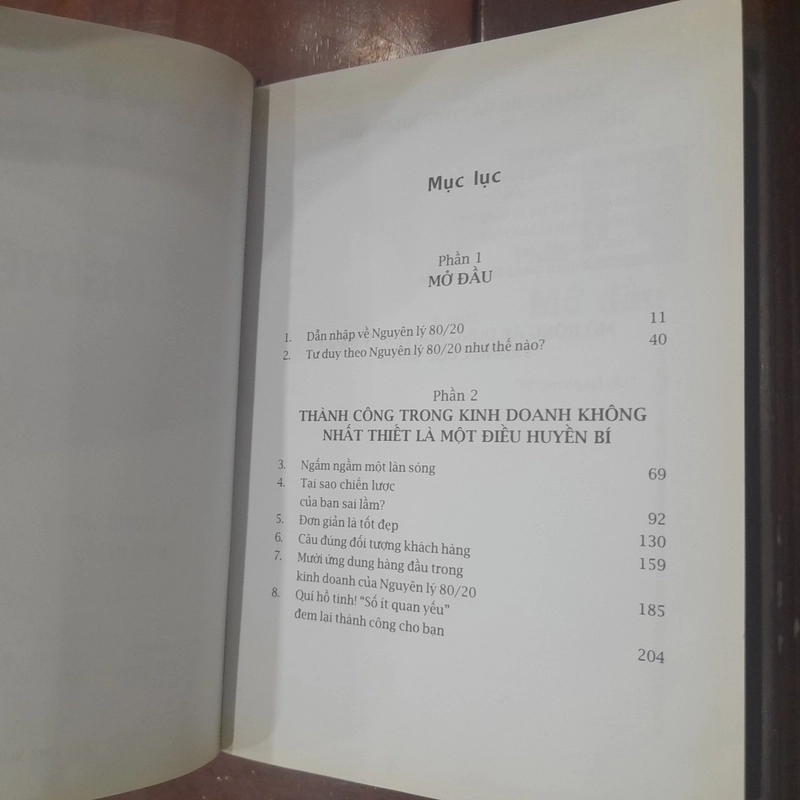 Mục lục
Phần 1
MỞ ĐẦU
1. Dẫn nhập về Nguyên lý 80/20 11
2. Tư duy theo Nguyên lý 80/20 như thế nào? 40
Phần 2
THÀNH CÔNG TRONG KINH DOANH KHÔNG
NHẤT THIẾT LÀ MỘT ĐIỀU HUYỀN BÍ
3. Ngấm ngầm một làn sóng 69
4. Tại sao chiến lược
của bạn sai lầm? 92
5. Đơn giản là tốt đẹp 130
6. Câu đúng đối tượng khách hàng 159
7. Mười ứng dụng hàng đầu trong
kinh doanh của Nguyên lý 80/20 185
8. Quí hồ tinh! "Số ít quan yếu"
đem lại thành công cho bạn 204